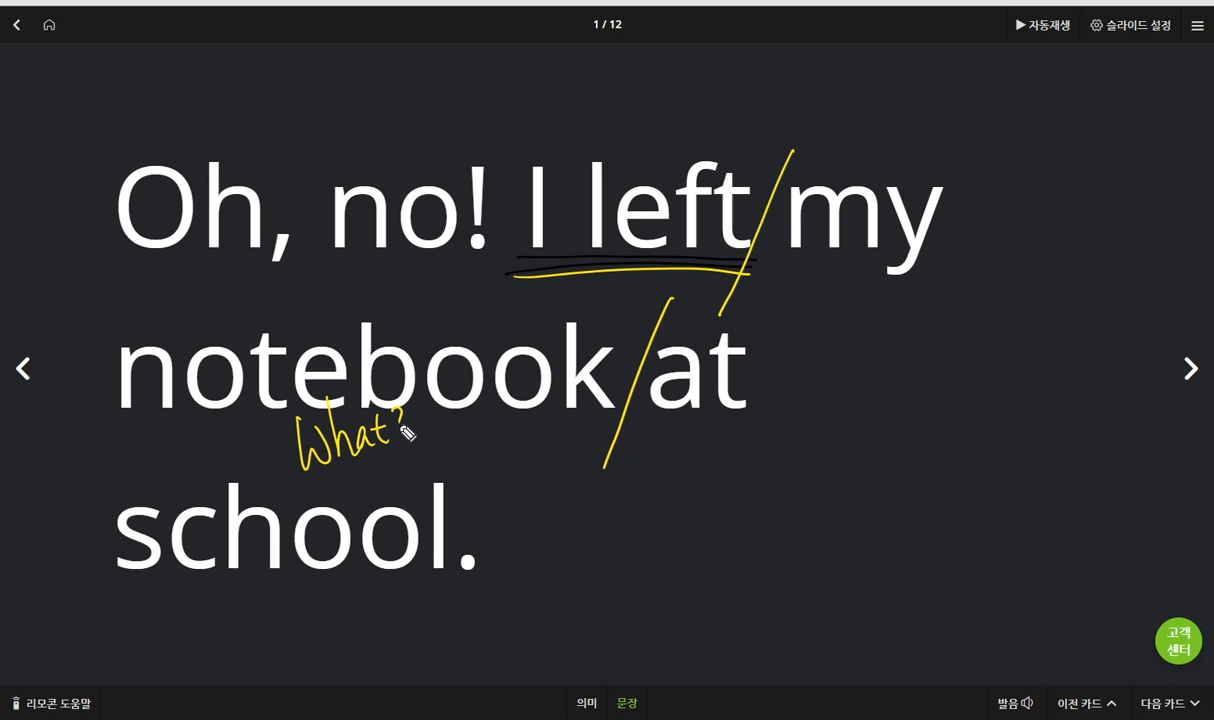 1 / 12
▶ 자동재생
슬라이드 설정
Oh, no! I left my
notebook at
What?
school.
고객
센터
리모콘 도움말
의미
문장
발음
이전 카드
다음 카드